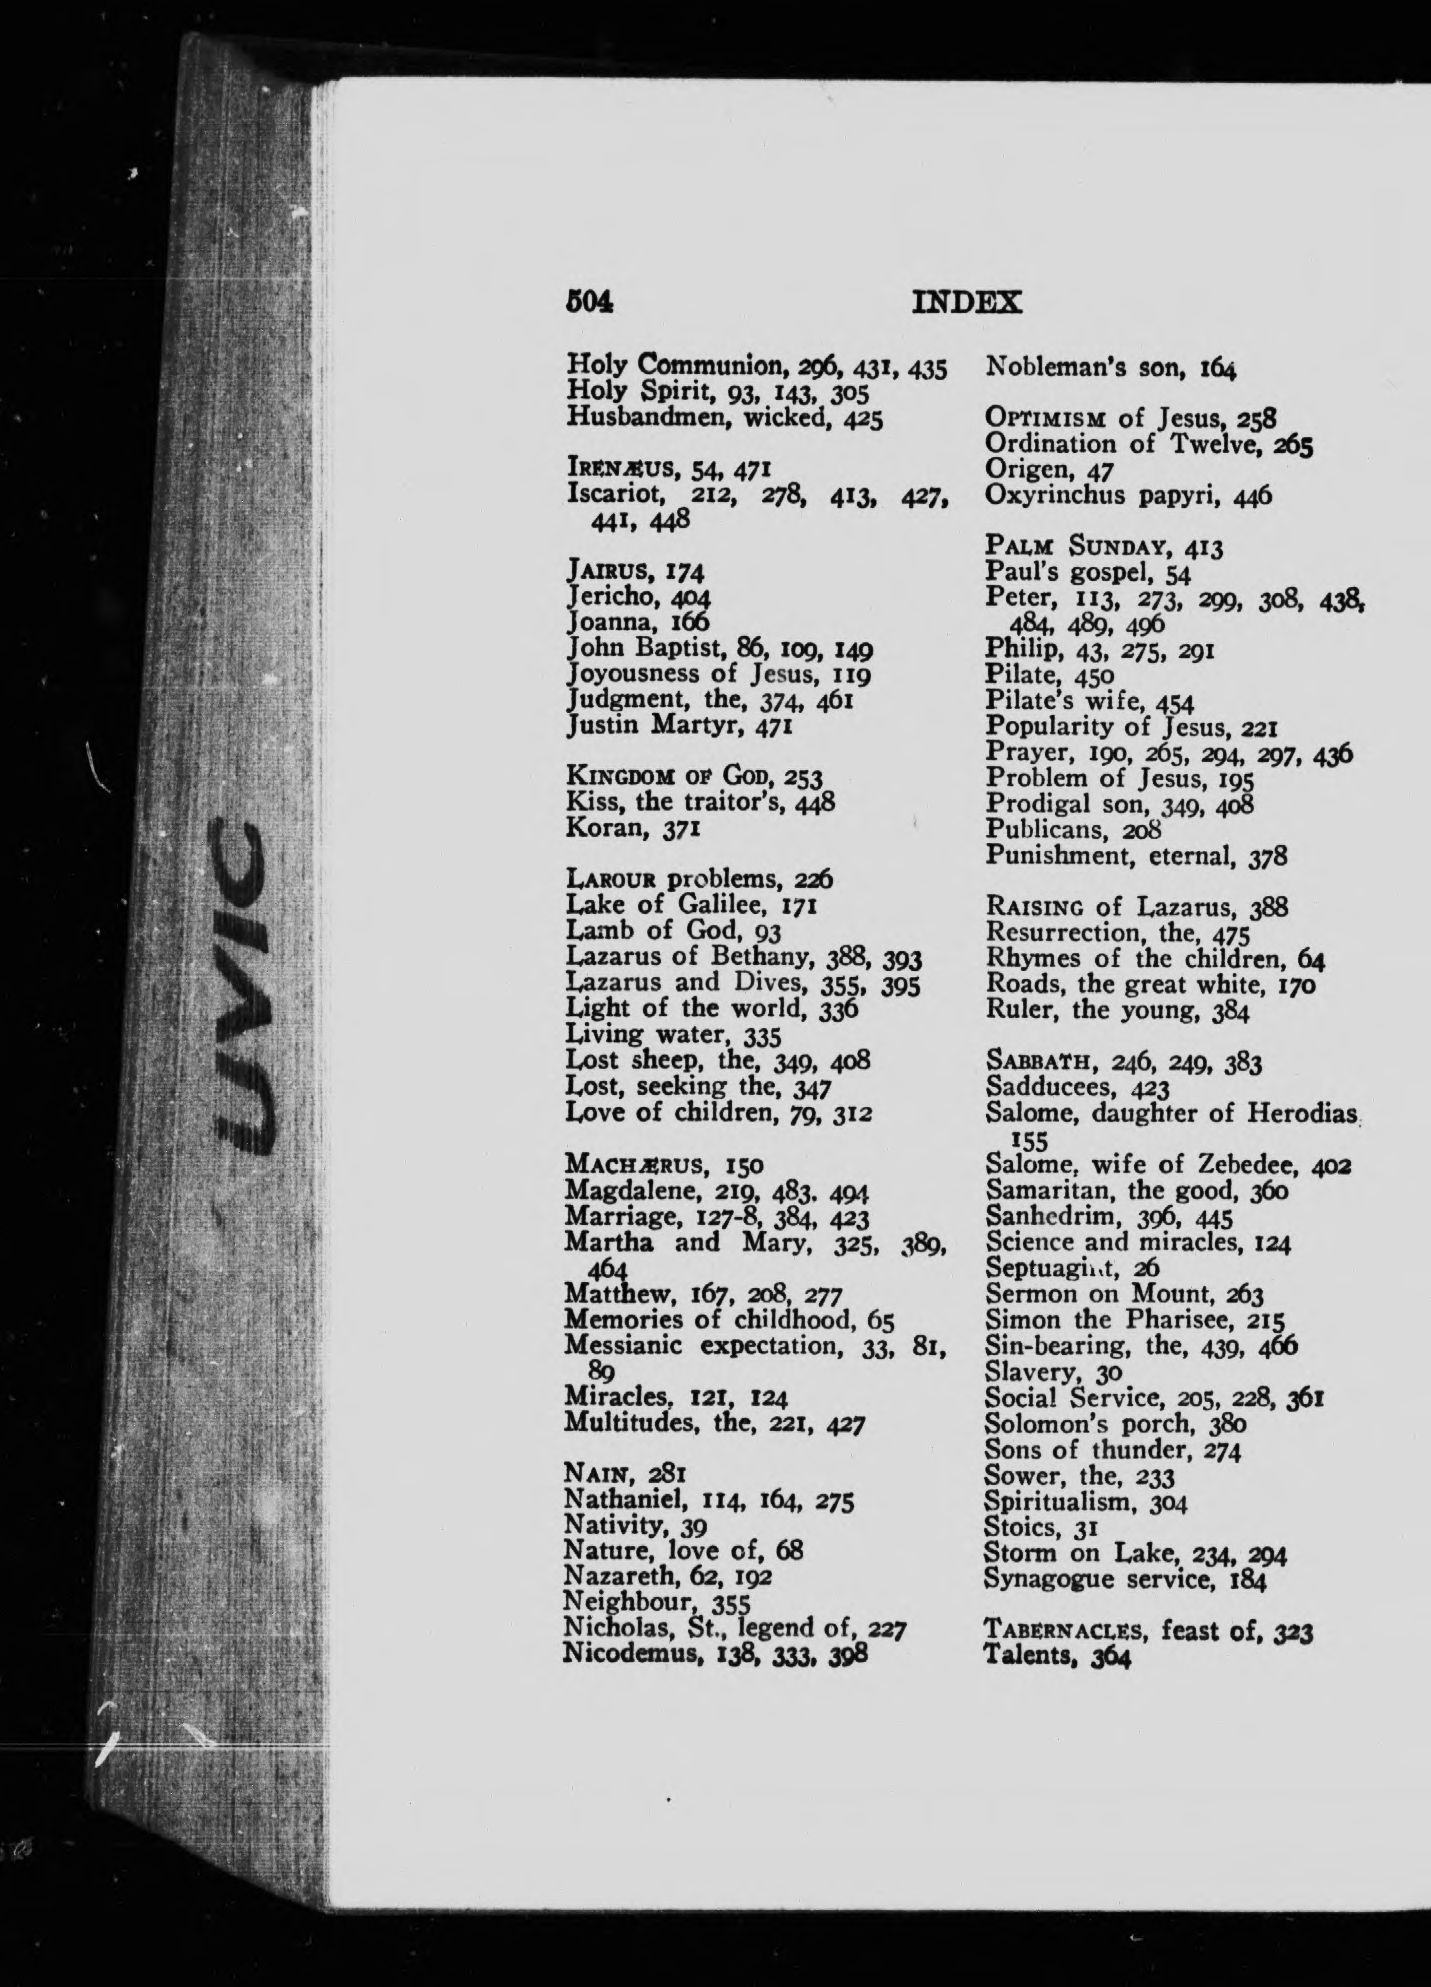 UVIC
504 INDEX
Holy Communion, 296, 431, 435
Holy Spirit, 93, 143, 305
Husbandmen, wicked, 425
IRENÆUS, 54, 471
Iscariot, 212, 278, 413, 427,
441, 448
JAIRUS, 174
Jericho, 404
Joanna, 166
John Baptist, 86, 109, 149
Joyousness of Jesus, 119
Judgment, the, 374, 461
Justin Martyr, 471
KINGDOM OF GOD, 253
Kiss, the traitor's, 448
Koran, 371
LAROUR problems, 226
Lake of Galilee, 171
Lamb of God, 93
Lazarus of Bethany, 388, 393
Lazarus and Dives, 355, 395
Light of the world, 336
Living water, 335
Lost sheep, the, 349, 408
Lost, seeking the, 347
Love of children, 79, 312
MACHÆRUS, 150
Magdalene, 219, 483. 494
Marriage, 127-8, 384, 423
Martha and Mary, 325, 389,
464
Matthew, 167, 208, 277
Memories of childhood, 65
Messianic expectation, 33, 81,
89
Miracles, 121, 124
Multitudes, the, 221, 427
NAIN, 281
Nathaniel, 114, 164, 275
Nativity, 39
Nature, love of, 68
Nazareth, 62, 192
Neighbour, 355
Nicholas, St., legend of, 227
Nicodemus, 138, 333, 398
Nobleman's son, 164
OPTIMISM of Jesus, 258
Ordination of Twelve, 265
Origen, 47
Oxyrinchus papyri, 446
PALM SUNDAY, 413
Paul's gospel, 54
Peter, 113, 273, 299, 308, 438,
484, 489, 496
Philip, 43, 275, 291
Pilate, 450
Pilate's wife, 454
Popularity of Jesus, 221
Prayer, 190, 265, 294, 297, 436
Problem of Jesus, 195
Prodigal son, 349, 408
Publicans, 208
Punishment, eternal, 378
RAISING of Lazarus, 388
Resurrection, the, 475
Rhymes of the children, 64
Roads, the great white, 170
Ruler, the young, 384
SABBATH, 246, 249, 383
Sadducees, 423
Salome, daughter of Herodias,
155
Salome, wife of Zebedee, 402
Samaritan, the good, 360
Sanhedrim, 396, 445
Science and miracles, 124
Septuagint, 26
Sermon on Mount, 263
Simon the Pharisee, 215
Sin-bearing, the, 439, 466
Slavery, 30
Social Service, 205, 228, 361
Solomon's porch, 380
Sons of thunder, 274
Sower, the, 233
Spiritualism, 304
Stoics, 31
Storm on Lake, 234, 294
Synagogue service, 184
TABERNACLES, feast of, 323
Talents, 364